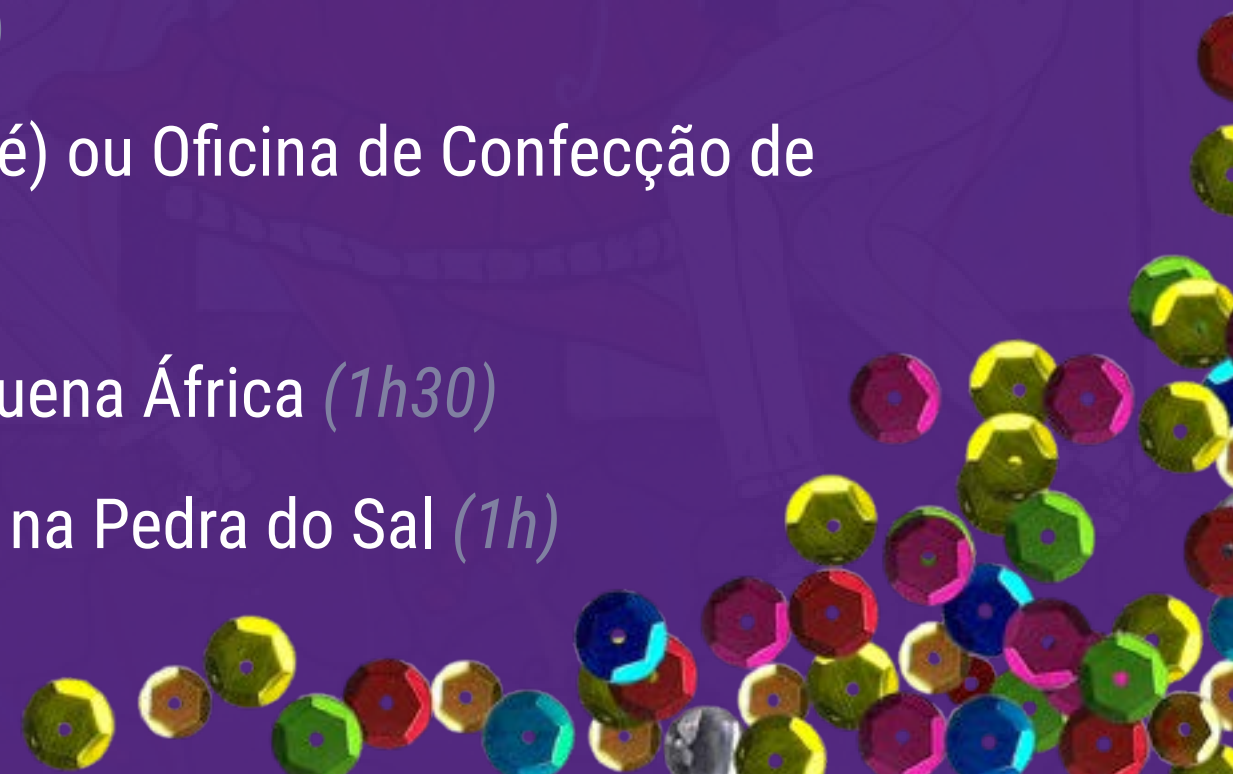 )
é) ou Oficina de Confecção de
uena África (1h30)
na Pedra do Sal (1h)